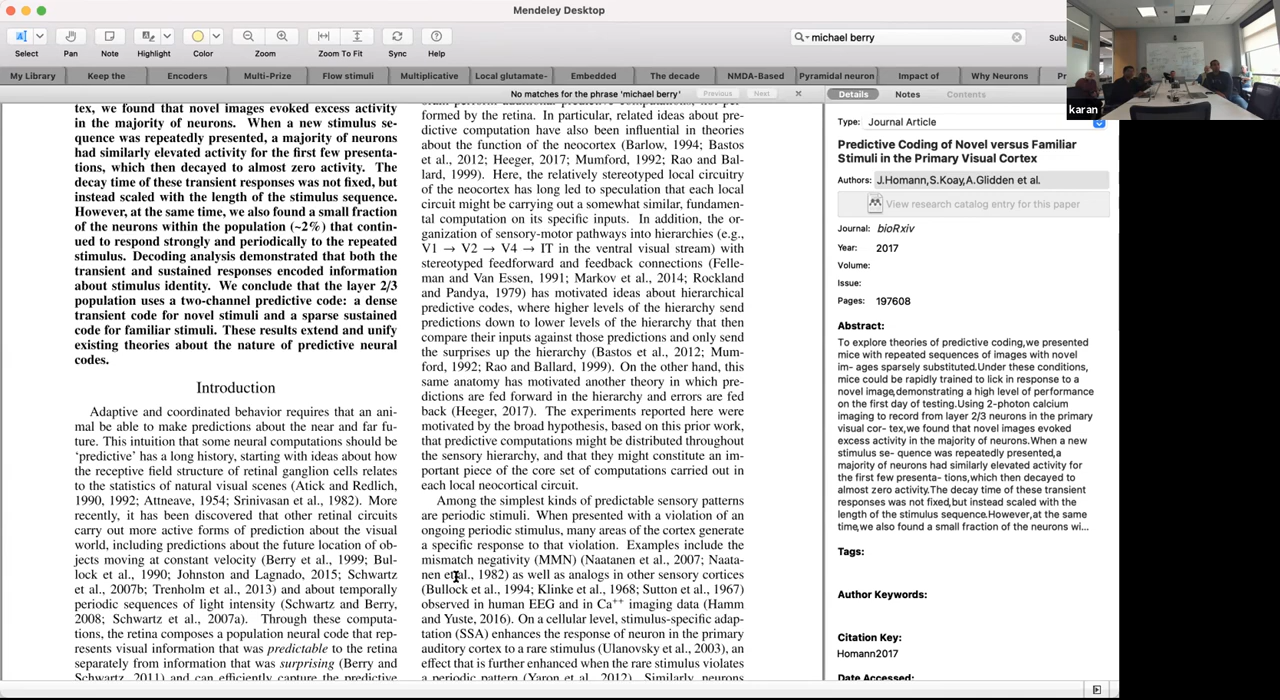 Mendeley Desktop
Select
Pan
Note
Highlight
Color
Zoom
Zoom To Fit
Sync
Help
michael berry
My Library
Keep the
Encoders
Multi-Prize
Flow stimuli
Multiplicative
Local glutamate-
Embedded
The decade
NMDA-Based
Pyramidal neuron
Impact of
Why Neurons
No matches for the phrase 'michael berry'
Previous
Next
tex, we found that novel images evoked excess activity
in the majority of neurons. When a new stimulus se-
quence was repeatedly presented, a majority of neurons
had similarly elevated activity for the first few presenta-
tions, which then decayed to almost zero activity. The
decay time of these transient responses was not fixed, but
instead scaled with the length of the stimulus sequence.
However, at the same time, we also found a small fraction
of the neurons within the population (~2%) that contin-
ued to respond strongly and periodically to the repeated
stimulus. Decoding analysis demonstrated that both the
transient and sustained responses encoded information
about stimulus identity. We conclude that the layer 2/3
population uses a two-channel predictive code: a dense
transient code for novel stimuli and a sparse sustained
code for familiar stimuli. These results extend and unify
existing theories about the nature of predictive neural
codes.
Introduction
Adaptive and coordinated behavior requires that an ani-
mal be able to make predictions about the near and far fu-
ture. This intuition that some neural computations should be
'predictive' has a long history, starting with ideas about how
the receptive field structure of retinal ganglion cells relates
to the statistics of natural visual scenes (Atick and Redlich,
1990, 1992; Attneave, 1954; Srinivasan et al., 1982). More
recently, it has been discovered that other retinal circuits
carry out more active forms of prediction about the visual
world, including predictions about the future location of ob-
jects moving at constant velocity (Berry et al., 1999; Bul-
lock et al., 1990; Johnston and Lagnado, 2015; Schwartz
et al., 2007b; Trenholm et al., 2013) and about temporally
periodic sequences of light intensity (Schwartz and Berry,
2008; Schwartz et al., 2007a). Through these computa-
tions, the retina composes a population neural code that rep-
resents visual information that was predictable to the retina
separately from information that was surprising (Berry and
Schwartz, 2011) and can efficiently capture the predictive
formed by the retina. In particular, related ideas about pre-
dictive computation have also been influential in theories
about the function of the neocortex (Barlow, 1994; Bastos
et al., 2012; Heeger, 2017; Mumford, 1992; Rao and Bal-
lard, 1999). Here, the relatively stereotyped local circuitry
of the neocortex has long led to speculation that each local
circuit might be carrying out a somewhat similar, fundamen-
tal computation on its specific inputs. In addition, the or-
ganization of sensory-motor pathways into hierarchies (e.g.,
V1 → V2 → V4 → IT in the ventral visual stream) with
stereotyped feedforward and feedback connections (Felle-
man and Van Essen, 1991; Markov et al., 2014; Rockland
and Pandya, 1979) has motivated ideas about hierarchical
predictive codes, where higher levels of the hierarchy send
predictions down to lower levels of the hierarchy that then
compare their inputs against those predictions and only send
the surprises up the hierarchy (Bastos et al., 2012; Mum-
ford, 1992; Rao and Ballard, 1999). On the other hand, this
same anatomy has motivated another theory in which pre-
dictions are fed forward in the hierarchy and errors are fed
back (Heeger, 2017). The experiments reported here were
motivated by the broad hypothesis, based on this prior work,
that predictive computations might be distributed throughout
the sensory hierarchy, and that they might constitute an im-
portant piece of the core set of computations carried out in
each local neocortical circuit.
Among the simplest kinds of predictable sensory patterns
are periodic stimuli. When presented with a violation of an
ongoing periodic stimulus, many areas of the cortex generate
a specific response to that violation. Examples include the
mismatch negativity (MMN) (Naatanen et al., 2007; Naata-
nen et al., 1982) as well as analogs in other sensory cortices
(Bullock et al., 1994; Klinke et al., 1968; Sutton et al., 1967)
observed in human EEG and in Ca++ imaging data (Hamm
and Yuste, 2016). On a cellular level, stimulus-specific adap-
tation (SSA) enhances the response of neuron in the primary
auditory cortex to a rare stimulus (Ulanovsky et al., 2003), an
effect that is further enhanced when the rare stimulus violates
a periodic pattern (Yaron et al., 2012). Similarly, neurons
Details
Notes
Contents
Type: Journal Article
Predictive Coding of Novel versus Familiar
Stimuli in the Primary Visual Cortex
Authors: J.Homann,S.Koay,A.Glidden et al.
View research catalog entry for this paper
Journal: bioRxiv
Year: 2017
Volume:
Issue:
Pages: 197608
Abstract:
To explore theories of predictive coding,we presented
mice with repeated sequences of images with novel
im- ages sparsely substituted.Under these conditions,
mice could be rapidly trained to lick in response to a
novel image,demonstrating a high level of performance
on the first day of testing.Using 2-photon calcium
imaging to record from layer 2/3 neurons in the primary
visual cor- tex,we found that novel images evoked
excess activity in the majority of neurons.When a new
stimulus se- quence was repeatedly presented,a
majority of neurons had similarly elevated activity for
the first few presenta- tions,which then decayed to
almost zero activity.The decay time of these transient
responses was not fixed,but instead scaled with the
length of the stimulus sequence.However,at the same
time,we also found a small fraction of the neurons wi...
Tags:
Author Keywords:
Citation Key:
Homann2017
Date Accessed:
karan